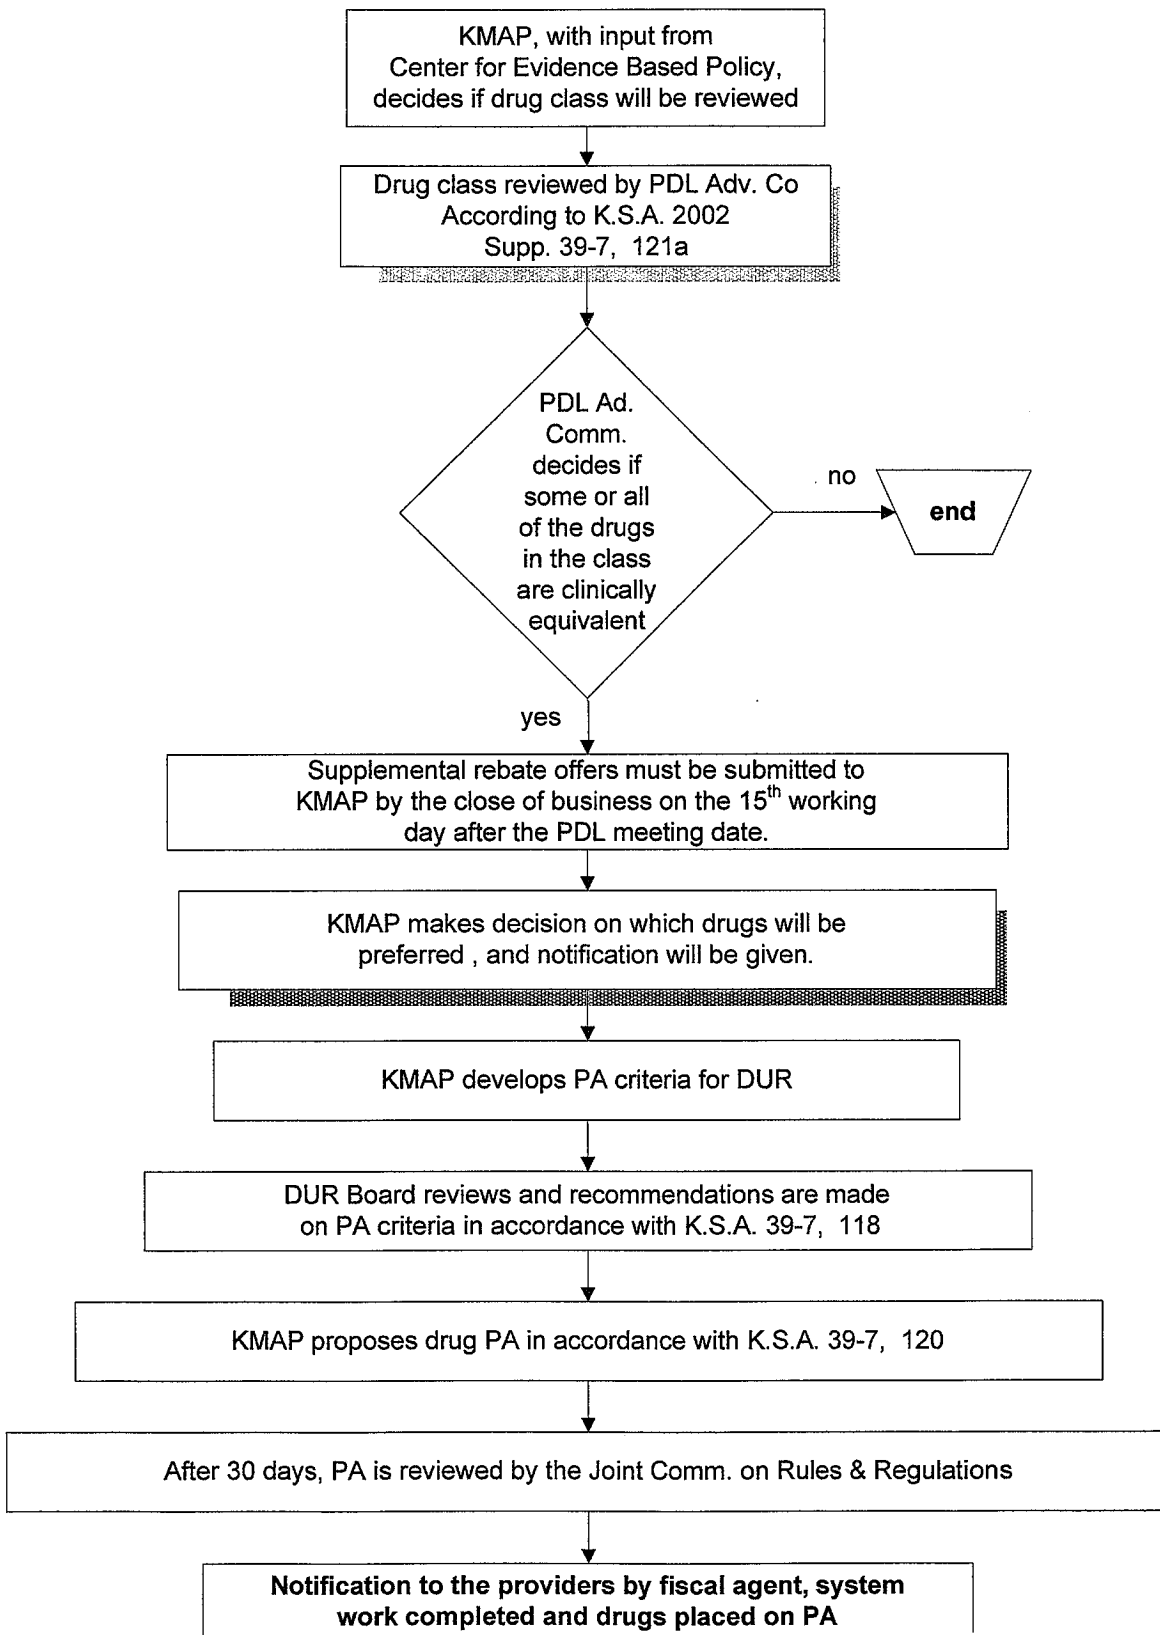 KMAP, with input from
Center for Evidence Based Policy,
decides if drug class will be reviewed
Drug class reviewed by PDL Adv. Co
According to K.S.A. 2002
Supp. 39-7, 121a
PDL Ad.
Comm.
decides if
some or all
of the drugs
in the class
are clinically
equivalent
no
end
yes
Supplemental rebate offers must be submitted to
KMAP by the close of business on the 15th working
day after the PDL meeting date.
KMAP makes decision on which drugs will be
preferred , and notification will be given.
KMAP develops PA criteria for DUR
DUR Board reviews and recommendations are made
on PA criteria in accordance with K.S.A. 39-7, 118
KMAP proposes drug PA in accordance with K.S.A. 39-7, 120
After 30 days, PA is reviewed by the Joint Comm. on Rules & Regulations
Notification to the providers by fiscal agent, system
work completed and drugs placed on PA